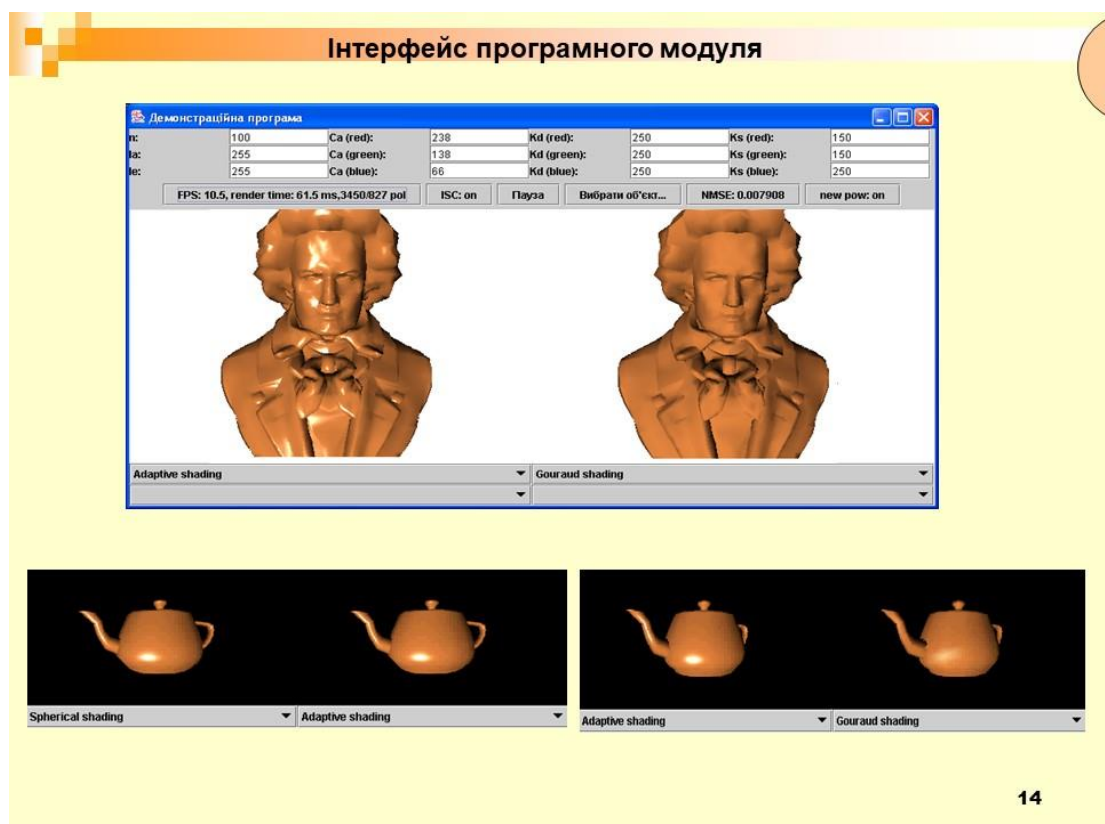 Інтерфейс програмного модуля
Демонстраційна програма
n: 100 Ca (red): 238 Kd (red): 250 Ks (red): 150
la: 255 Ca (green): 138 Kd (green): 250 Ks (green): 150
le: 255 Ca (blue): 66 Kd (blue): 250 Ks (blue): 250
FPS: 10.5, render time: 61.5 ms,3450/827 pol ISC: on Пауза Вибрати об'єкт... NMSE: 0.007908 new pow: on
Adaptive shading Gouraud shading
Spherical shading Adaptive shading
Adaptive shading Gouraud shading
14